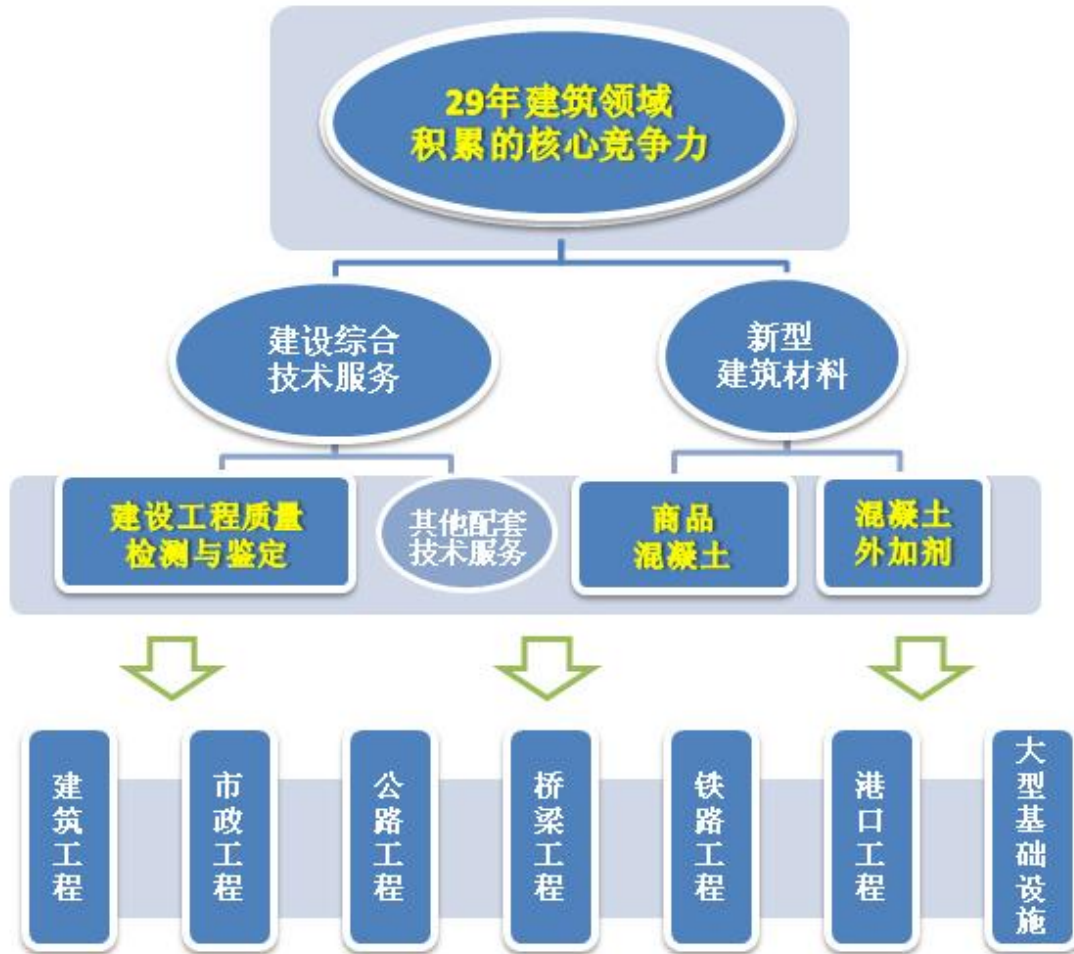 29年建筑领域
积累的核心竞争力
建设综合
技术服务
新型
建筑材料
建设工程质量
检测与鉴定
其他配套
技术服务
商品
混凝土
混凝土
外加剂
建筑工程
市政工程
公路工程
桥梁工程
铁路工程
港口工程
大型基础设施